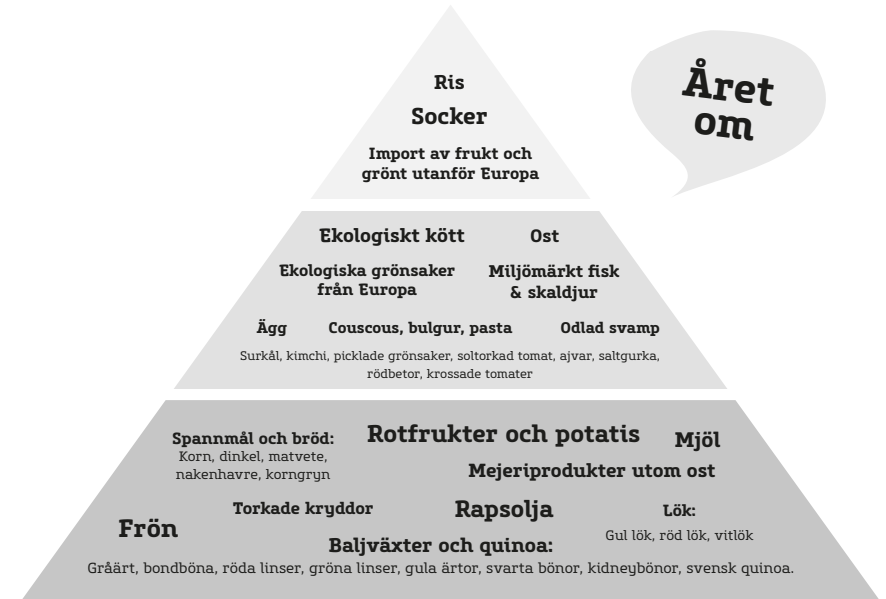 Året
om
Ris
Socker
Import av frukt och
grönt utanför Europa
Ekologiskt kött
Ost
Ekologiska grönsaker
från Europa
Miljömärkt fisk
& skaldjur
Ägg
Couscous, bulgur, pasta
Odlad svamp
Surkål, kimchi, picklade grönsaker, soltorkad tomat, ajvar, saltgurka,
rödbetor, krossade tomater
Spannmål och bröd:
Korn, dinkel, matvete,
nakenhavre, korngryn
Rotfrukter och potatis
Mjöl
Mejeriprodukter utom ost
Torkade kryddor
Rapsolja
Lök:
Gul lök, röd lök, vitlök
Frön
Baljväxter och quinoa:
Gråärt, bondböna, röda linser, gröna linser, gula ärtor, svarta bönor, kidneybönor, svensk quinoa.